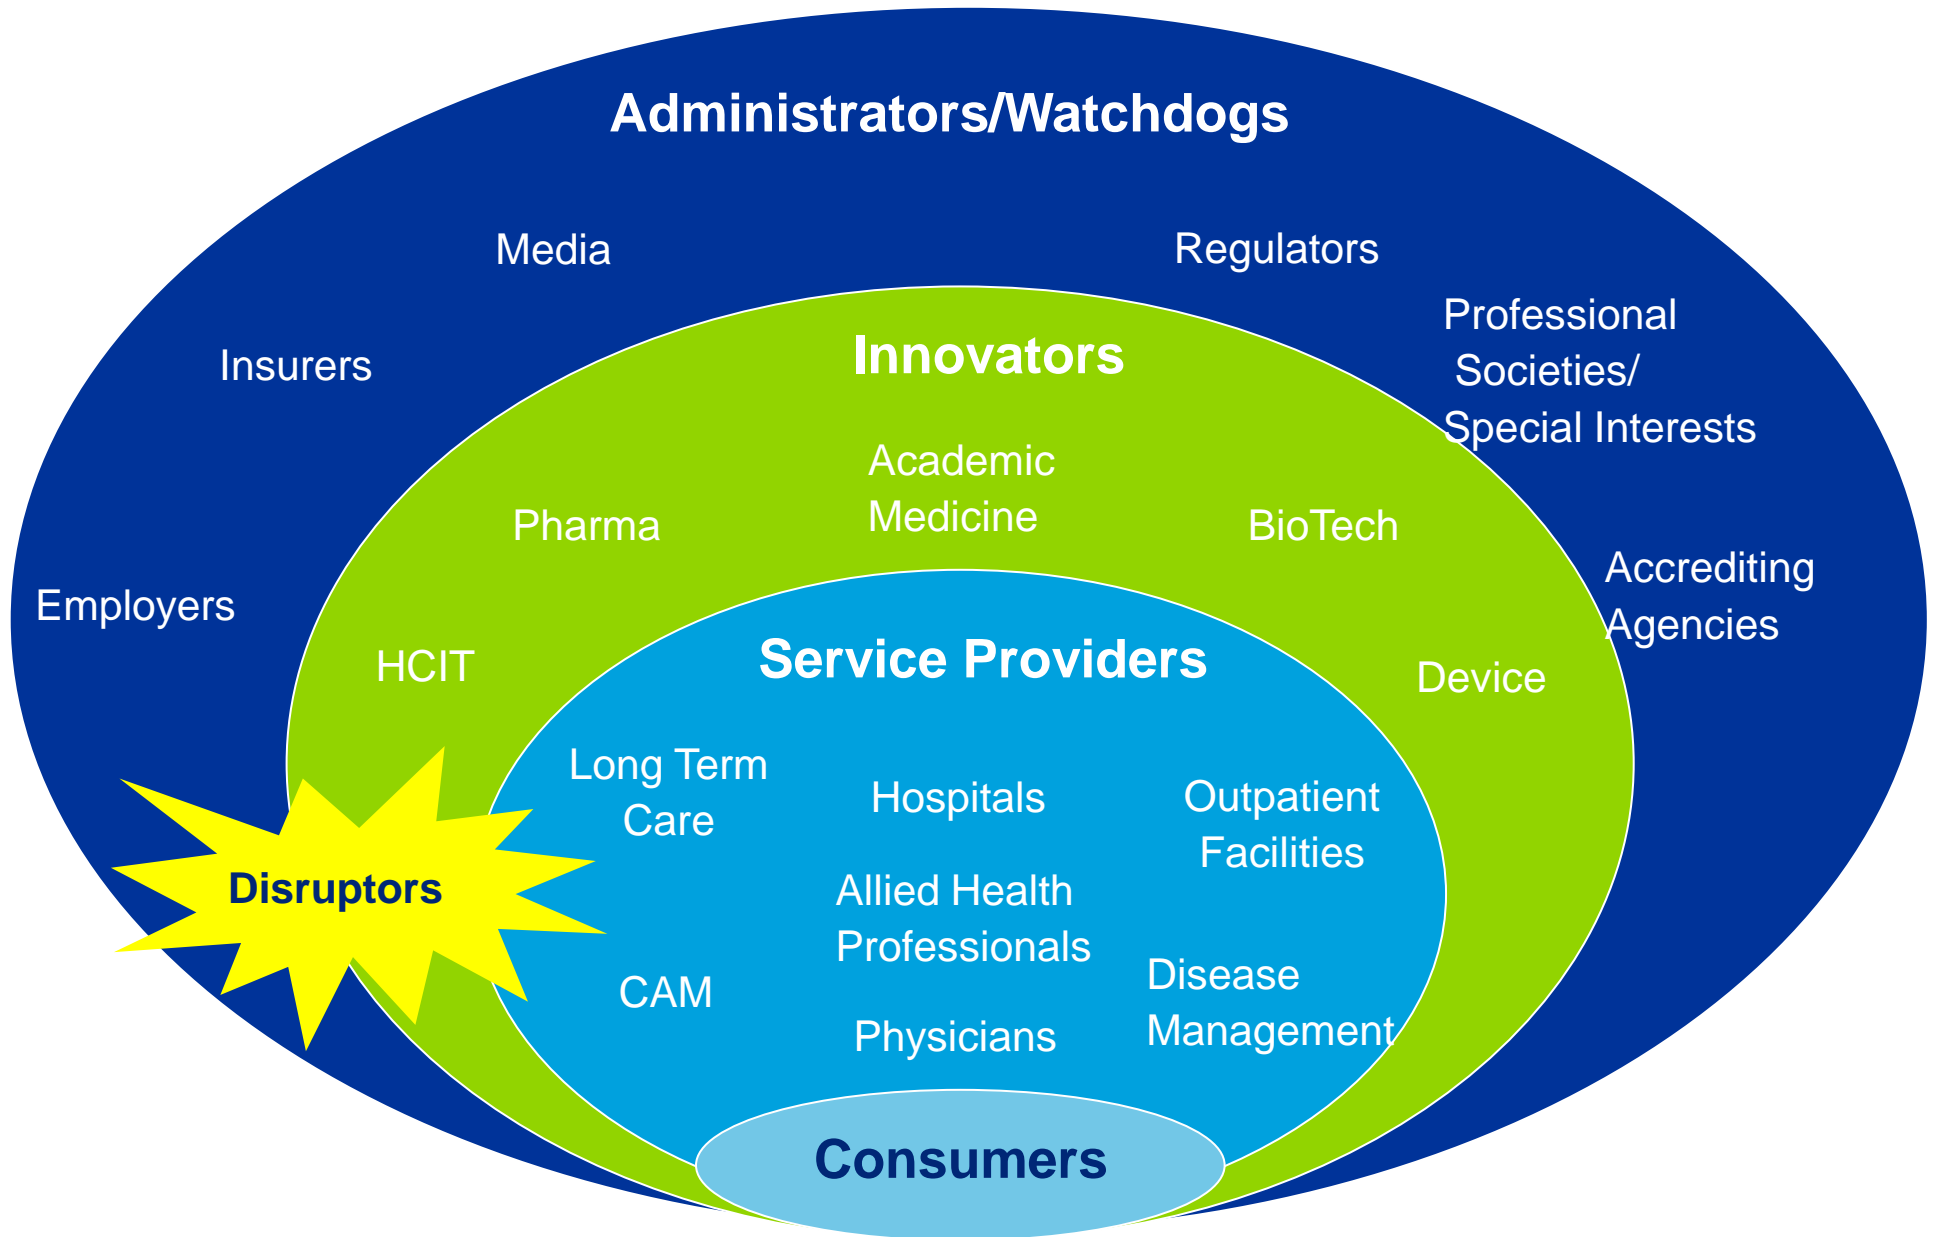 Administrators/Watchdogs
Media
Regulators
Insurers
Professional
Societies/
Special Interests
Employers
Accrediting
Agencies
Innovators
Academic
Medicine
Pharma
BioTech
HCIT
Device
Service Providers
Long Term
Care
Hospitals
Outpatient
Facilities
Allied Health
Professionals
CAM
Disease
Management
Physicians
Disruptors
Consumers